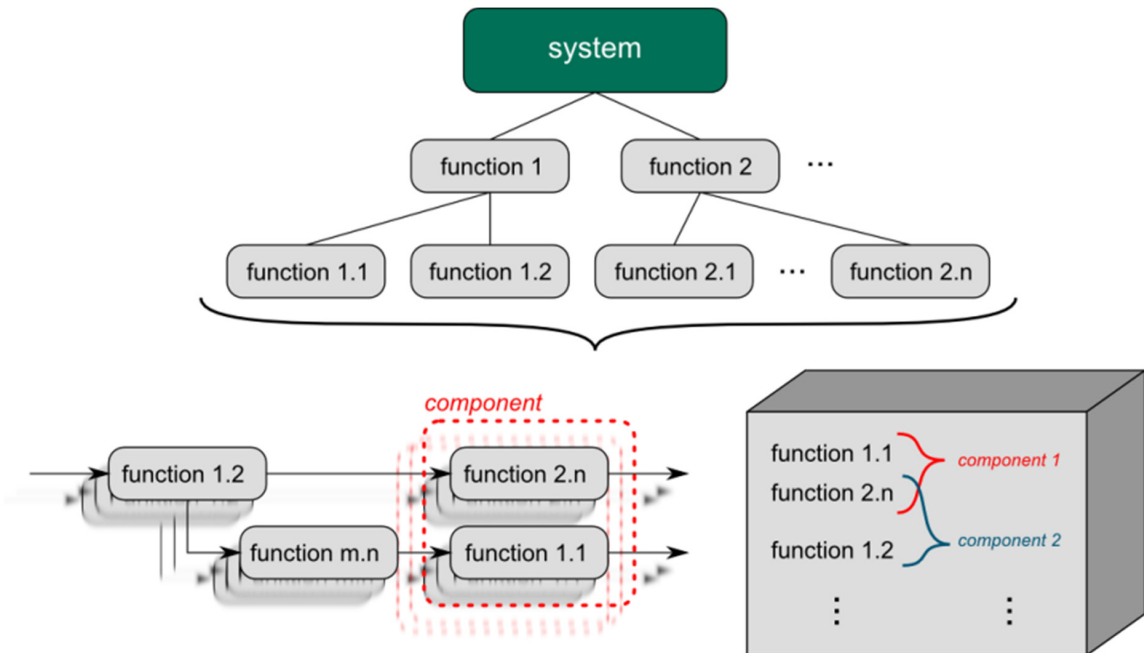 system
function 1
function 2
...
function 1.1
function 1.2
function 2.1
...
function 2.n
component
function 1.2
function 2.n
function m.n
function 1.1
function 1.1
component 1
function 2.n
component 2
function 1.2
⋮
⋮